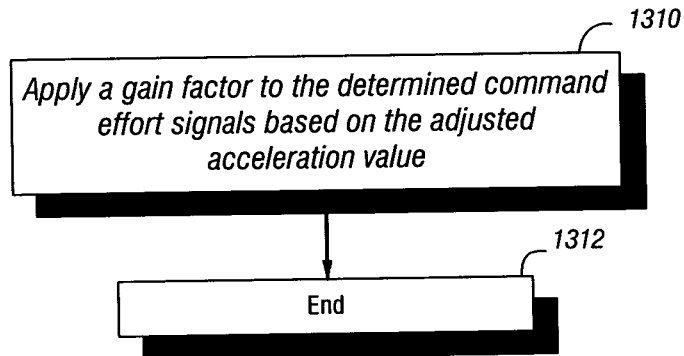 1310
Apply a gain factor to the determined command
effort signals based on the adjusted
acceleration value
1312
End